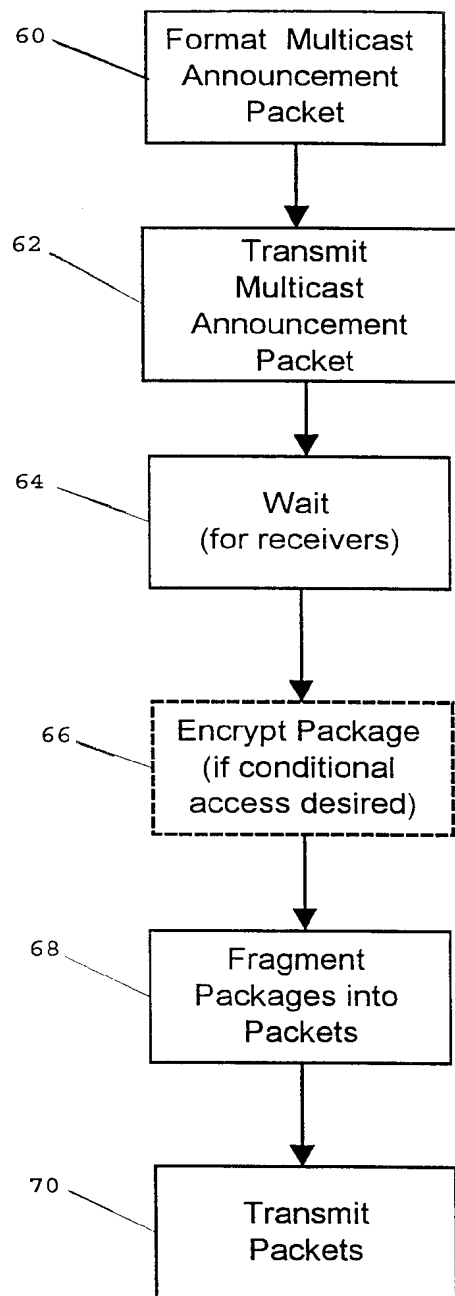 60
Format Multicast
Announcement
Packet
62
Transmit
Multicast
Announcement
Packet
64
Wait
(for receivers)
66
Encrypt Package
(if conditional
access desired)
68
Fragment
Packages into
Packets
70
Transmit
Packets